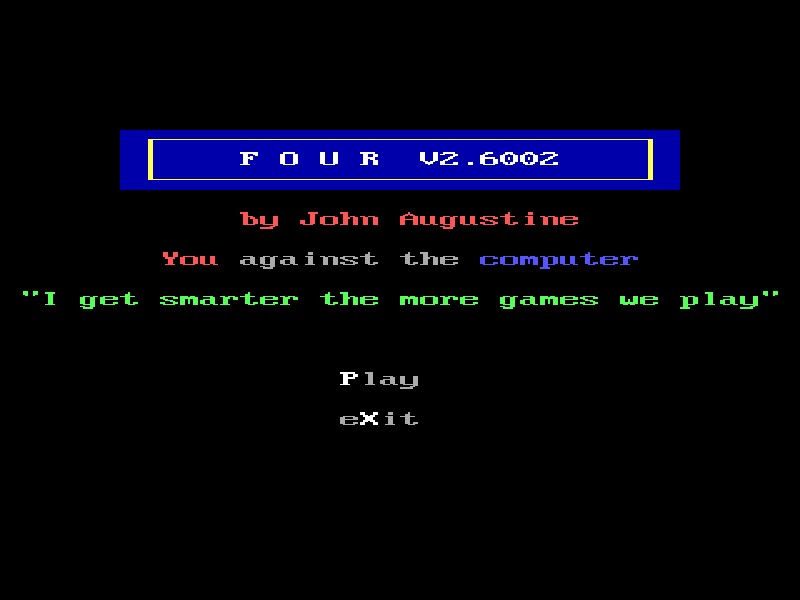 F O U R  V2.6002
by John Augustine
You against the computer
"I get smarter the more games we play"
Play
eXit